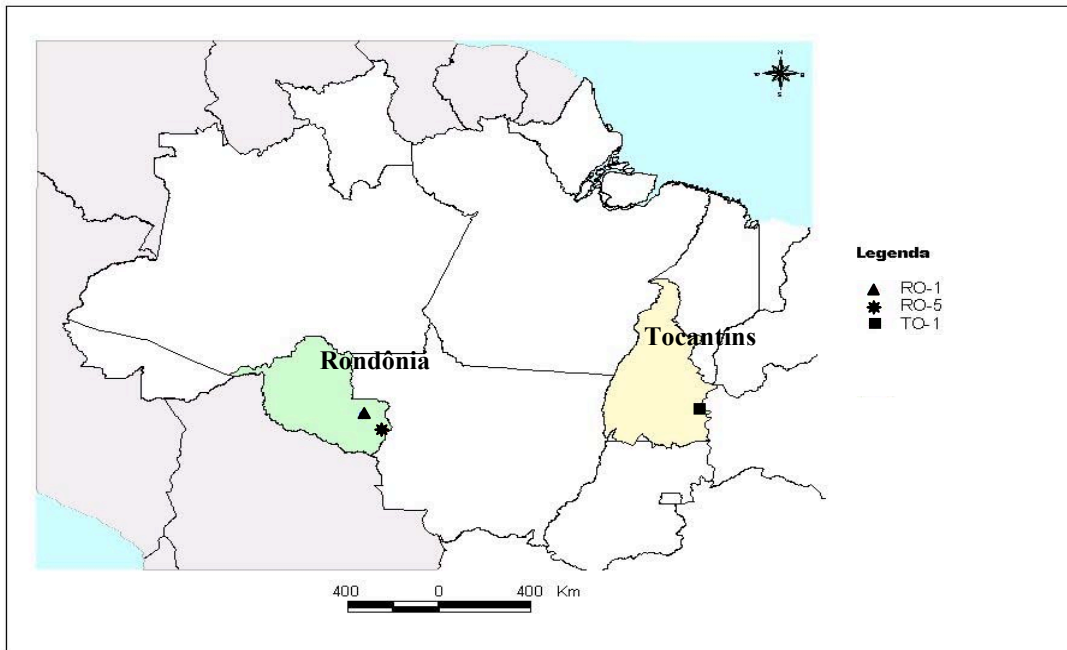 N
W
E
S
Legenda
RO-1
RO-5
TO-1
Tocantins
Rondônia
400 0 400 Km